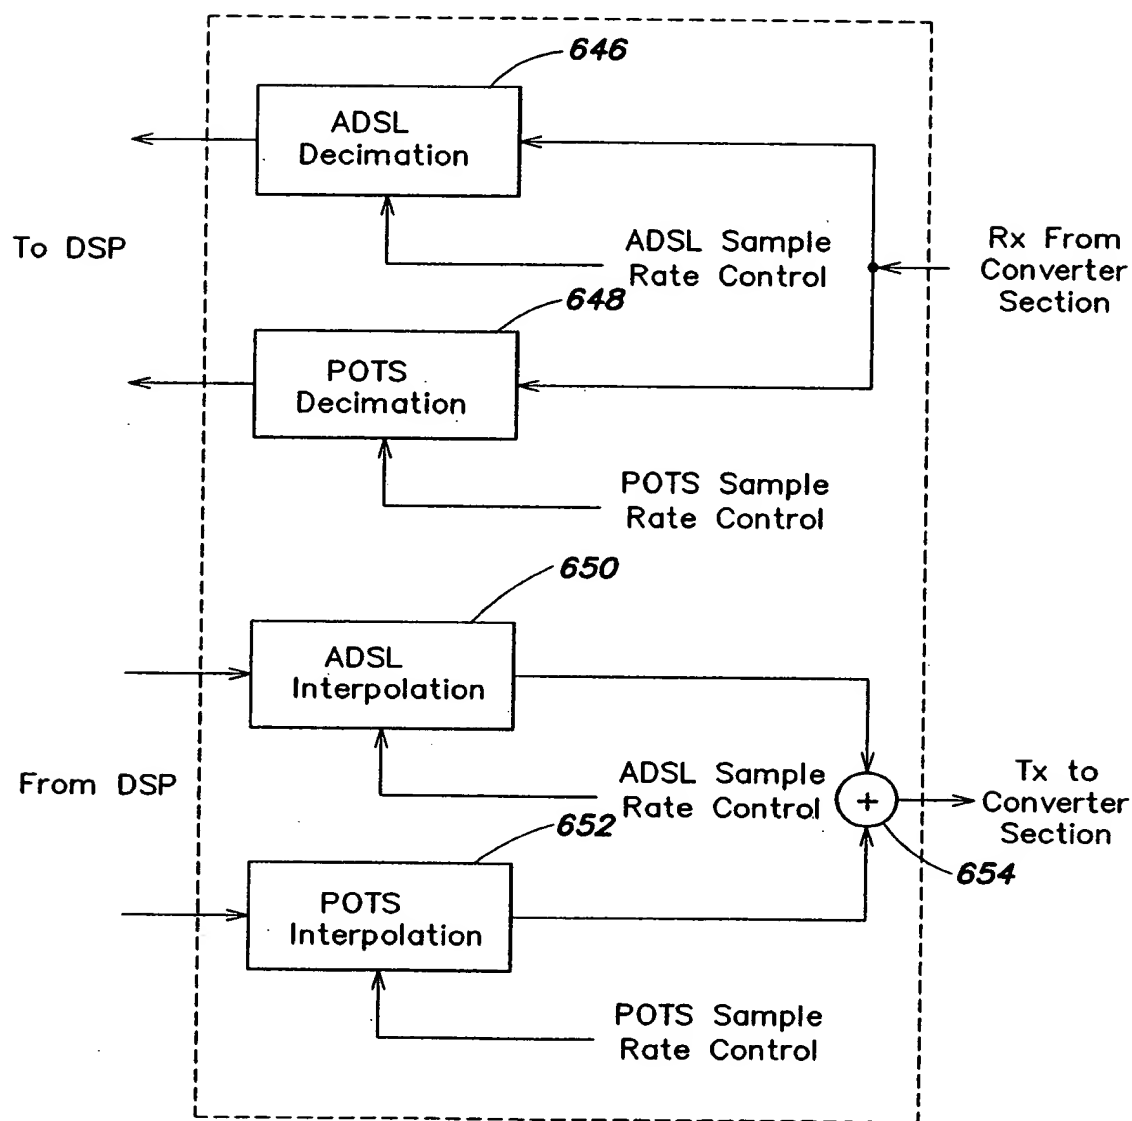 646
ADSL
Decimation
To DSP
ADSL Sample
Rate Control
Rx From
Converter
Section
648
POTS
Decimation
POTS Sample
Rate Control
650
ADSL
Interpolation
From DSP
ADSL Sample
Rate Control
+
Tx to
Converter
Section
652
654
POTS
Interpolation
POTS Sample
Rate Control